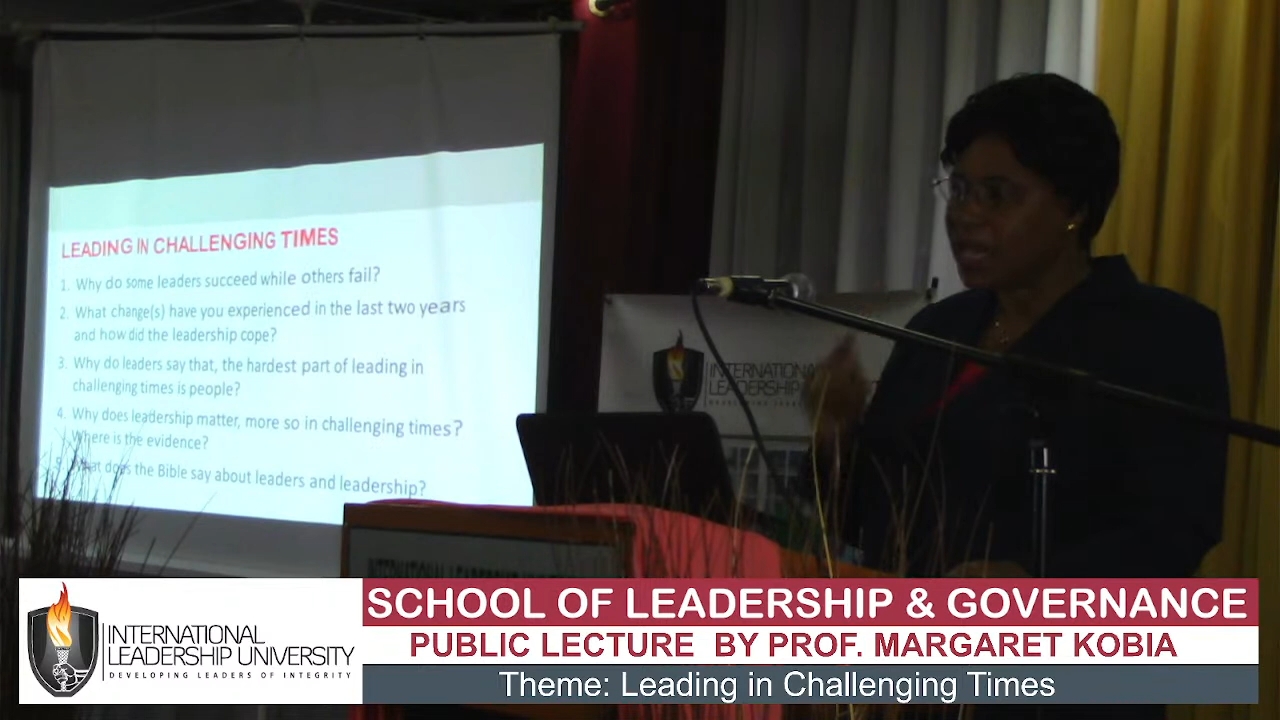 LEADING IN CHALLENGING TIMES
1. Why do some leaders succeed while others fail?
2. What change(s) have you experienced in the last two years
and how did the leadership cope?
3. Why do leaders say that, the hardest part of leading in
challenging times is people?
4. Why does leadership matter, more so in challenging times?
Where is the evidence?
What does the Bible say about leaders and leadership?
INTERNATIONAL
LEADERSHIP
INTERNATIONAL
LEADERSHIP UNIVERSITY
DEVELOPING LEADERS OF INTEGRITY
SCHOOL OF LEADERSHIP & GOVERNANCE
PUBLIC LECTURE BY PROF. MARGARET KOBIA
Theme: Leading in Challenging Times